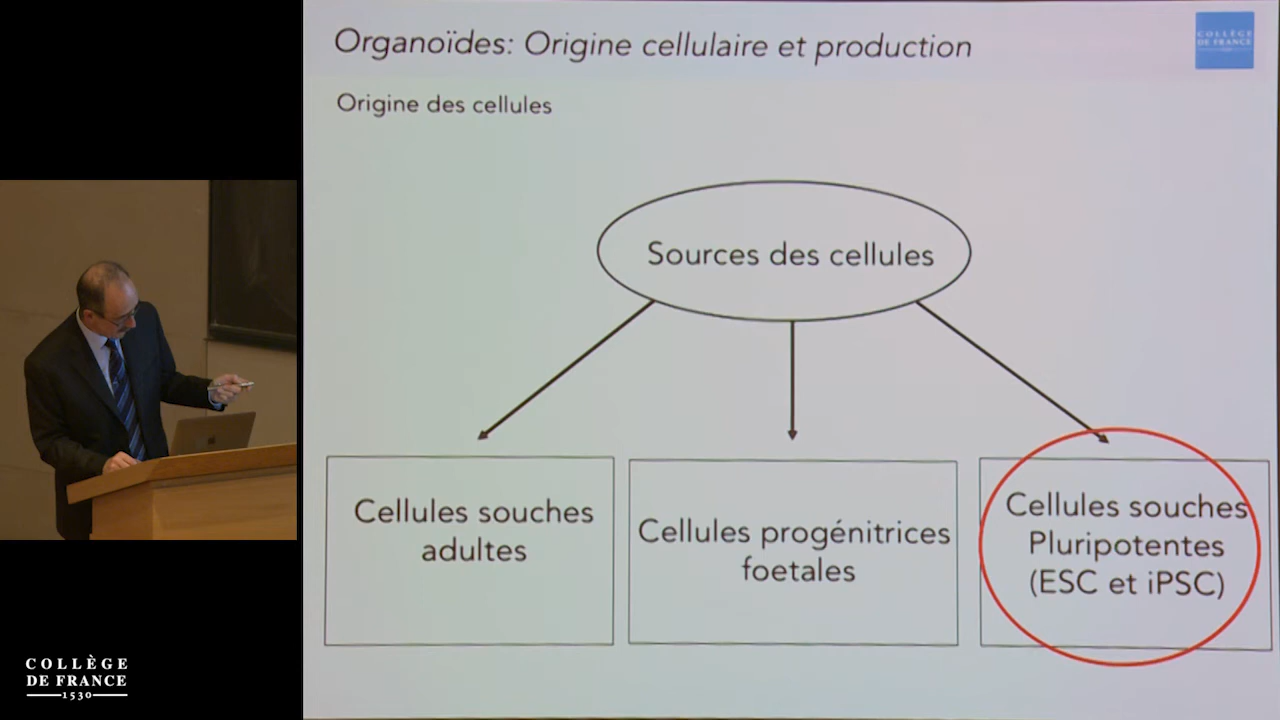 Organoïdes: Origine cellulaire et production
COLLÈGE
DE FRANCE
Origine des cellules
Sources des cellules
Cellules souches
adultes
Cellules progénitrices
foetales
Cellules souches
Pluripotentes
(ESC et iPSC)
COLLÈGE
DE FRANCE
1530